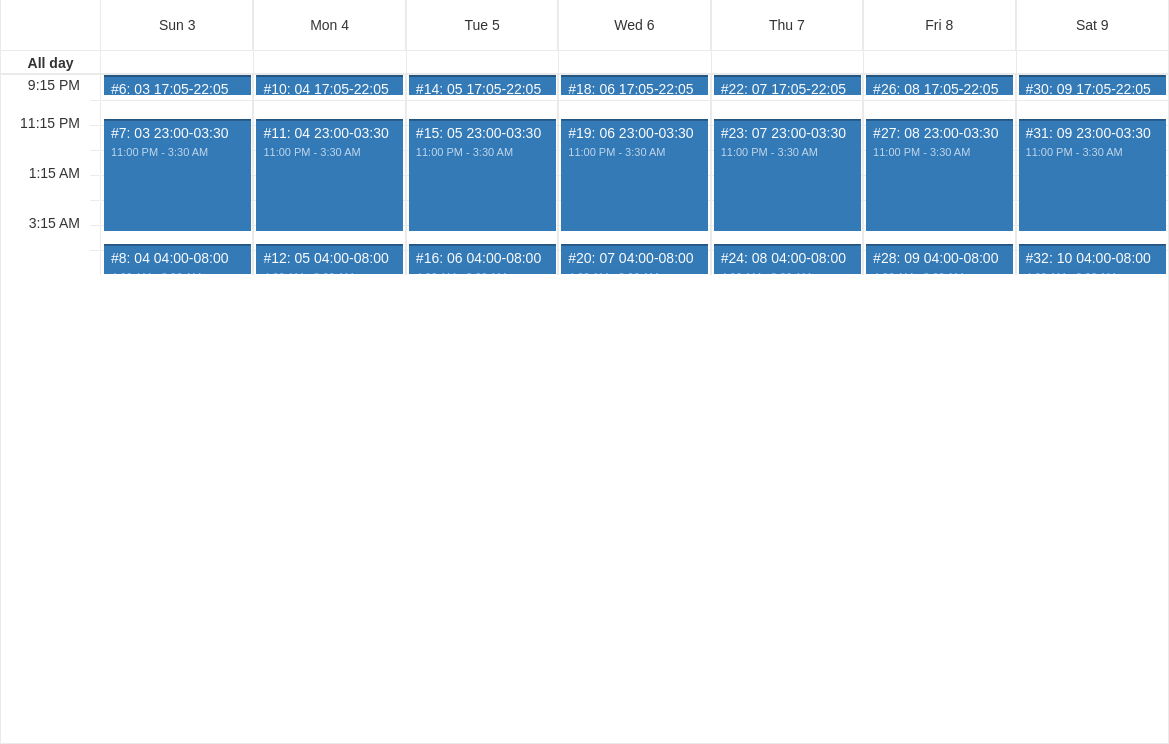 Sun 3 Mon 4 Tue 5 Wed 6 Thu 7 Fri 8 Sat 9
All day
9:15 PM #6: 03 17:05-22:05 #10: 04 17:05-22:05 #14: 05 17:05-22:05 #18: 06 17:05-22:05 #22: 07 17:05-22:05 #26: 08 17:05-22:05 #30: 09 17:05-22:05
11:15 PM #7: 03 23:00-03:30 #11: 04 23:00-03:30 #15: 05 23:00-03:30 #19: 06 23:00-03:30 #23: 07 23:00-03:30 #27: 08 23:00-03:30 #31: 09 23:00-03:30
11:00 PM - 3:30 AM 11:00 PM - 3:30 AM 11:00 PM - 3:30 AM 11:00 PM - 3:30 AM 11:00 PM - 3:30 AM 11:00 PM - 3:30 AM 11:00 PM - 3:30 AM
1:15 AM
3:15 AM
#8: 04 04:00-08:00 #12: 05 04:00-08:00 #16: 06 04:00-08:00 #20: 07 04:00-08:00 #24: 08 04:00-08:00 #28: 09 04:00-08:00 #32: 10 04:00-08:00